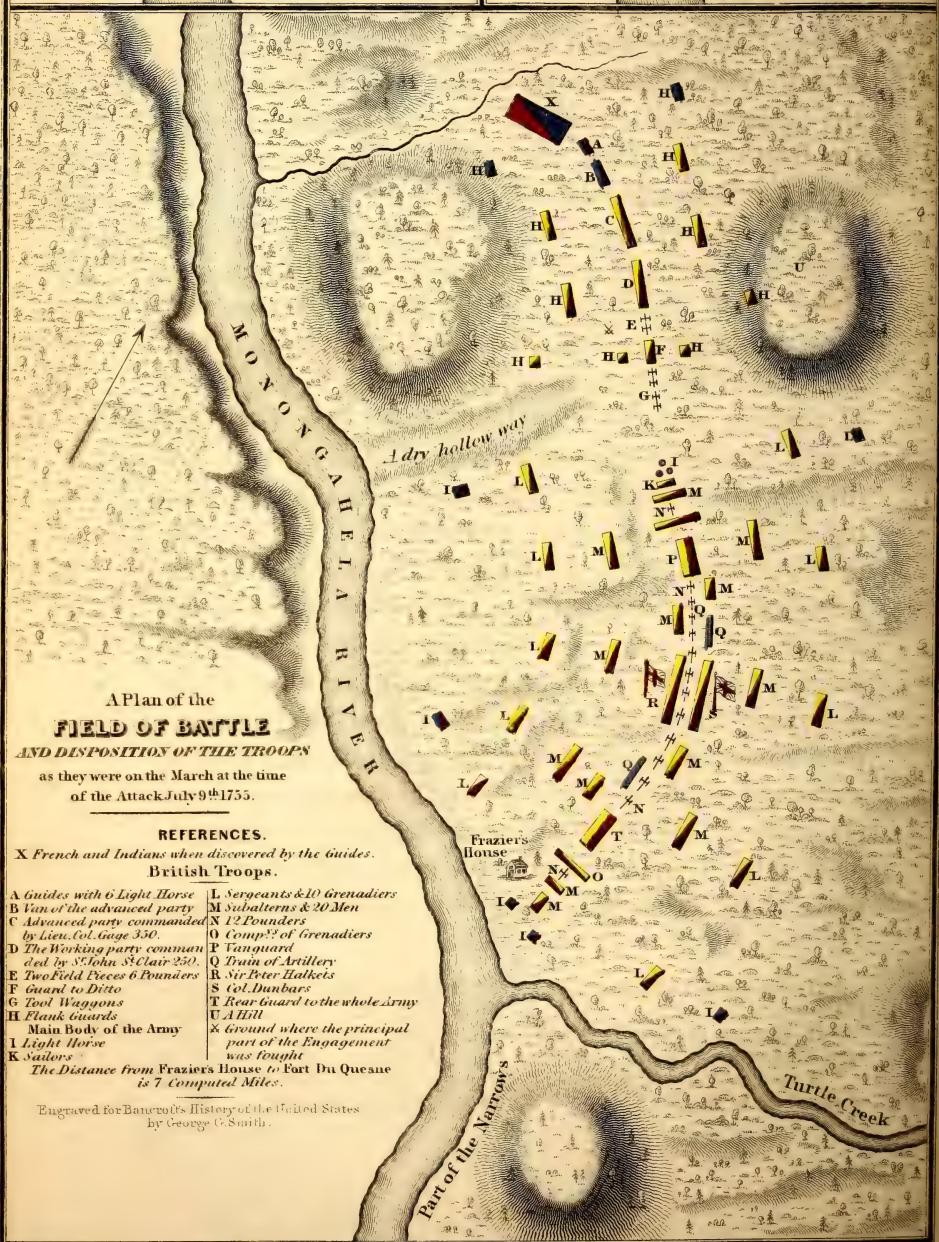 X
A
B
C
D
E
F
G
H
H
H
H
H
H
H
H
H
H
U
MONONGAHELA RIVER
A dry hollow way
I
L
L
D
I
K
M
N
L
M
P
M
L
N
M
Q
M
Q
L
M
R
S
M
L
I
L
M
M
Q
M
L
N
T
M
Frazier's
House
N
O
M
I
M
L
I
L
I
Turtle Creek
Part of the Narrows
A Plan of the
FIELD OF BATTLE
AND DISPOSITION OF THE TROOPS
as they were on the March at the time
of the Attack July 9th 1755.
REFERENCES.
X French and Indians when discovered by the Guides.
British Troops.
A Guides with 6 Light Horse
B Van of the advanced party
C Advanced party commanded
by Lieu. Col. Gage 350.
D The Working party comman
ded by Sr. John St. Clair 250.
E Two Field Pieces 6 Pounders
F Guard to Ditto
G Tool Waggons
H Flank Guards
Main Body of the Army
I Light Horse
K Sailors
L Sergeants & 10 Grenadiers
M Subalterns & 20 Men
N 12 Pounders
O Compy. of Grenadiers
P Vanguard
Q Train of Artillery
R Sir Peter Halkets
S Col. Dunbars
T Rear Guard to the whole Army
U A Hill
Ground where the principal
part of the Engagement
was fought
The Distance from Frazier's House to Fort Du Quesne
is 7 Computed Miles.
Engraved for Bancroft's History of the United States
by George G. Smith.